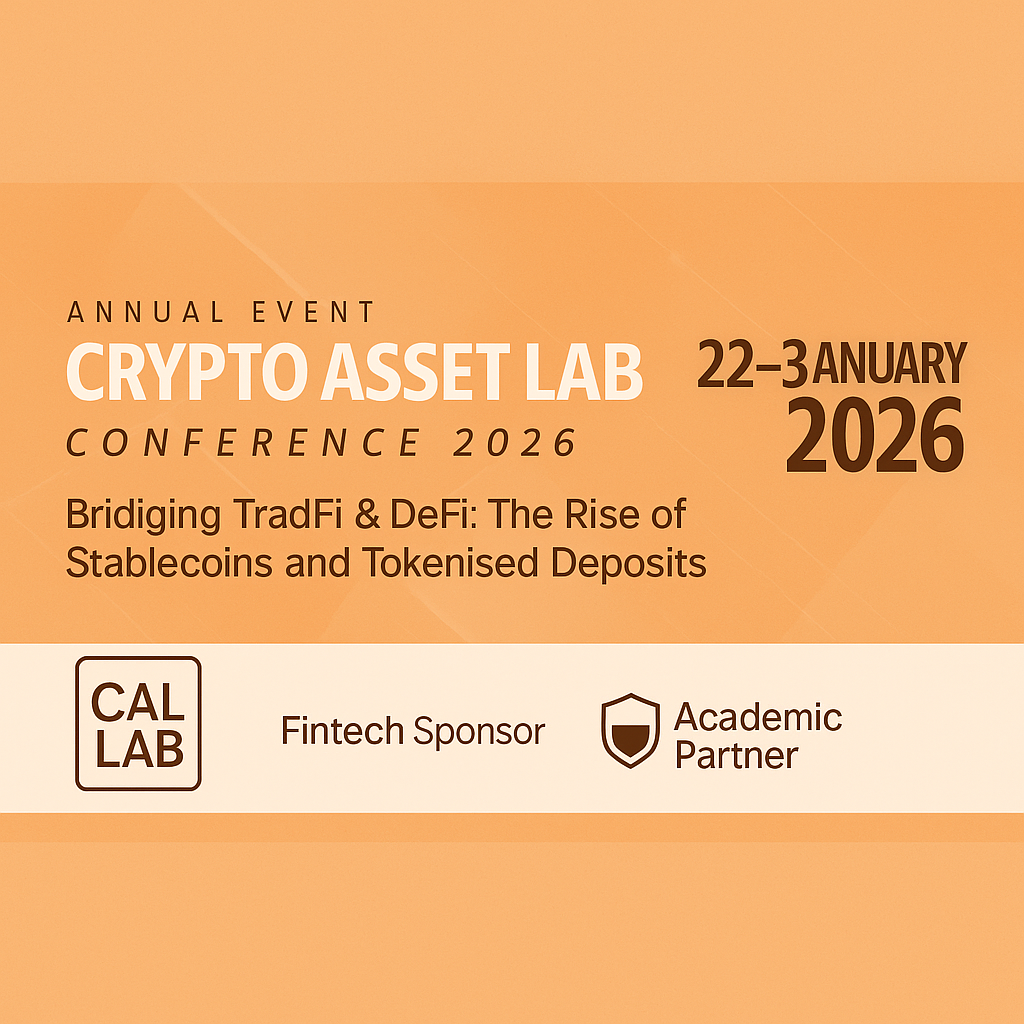 ANNUAL EVENT
CRYPTO ASSET LAB
CONFERENCE 2026
22–3ANUARY
2026
Bridiging TradFi & DeFi: The Rise of
Stablecoins and Tokenised Deposits
CAL
LAB
Fintech Sponsor
Academic
Partner